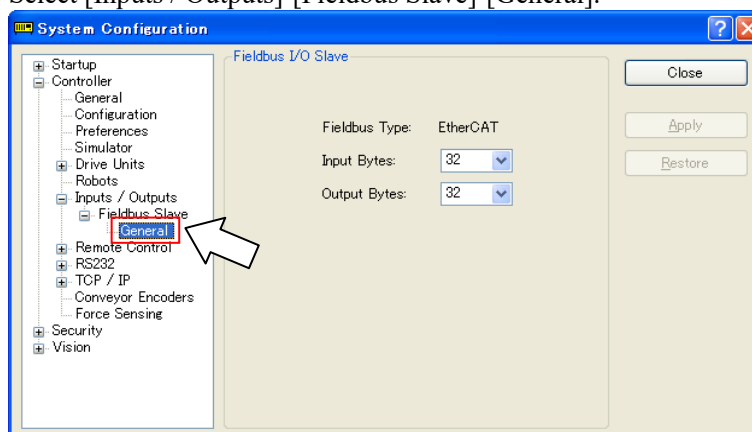 Select [Inputs / Outputs]-[Fieldbus Slave]-[General].
System Configuration
Startup
Controller
General
Configuration
Preferences
Simulator
Drive Units
Robots
Inputs / Outputs
Fieldbus Slave
General
Remote Control
RS232
TCP / IP
Conveyor Encoders
Force Sensing
Security
Vision
Fieldbus I/O Slave
Fieldbus Type: EtherCAT
Input Bytes: 32
Output Bytes: 32
Close
Apply
Restore